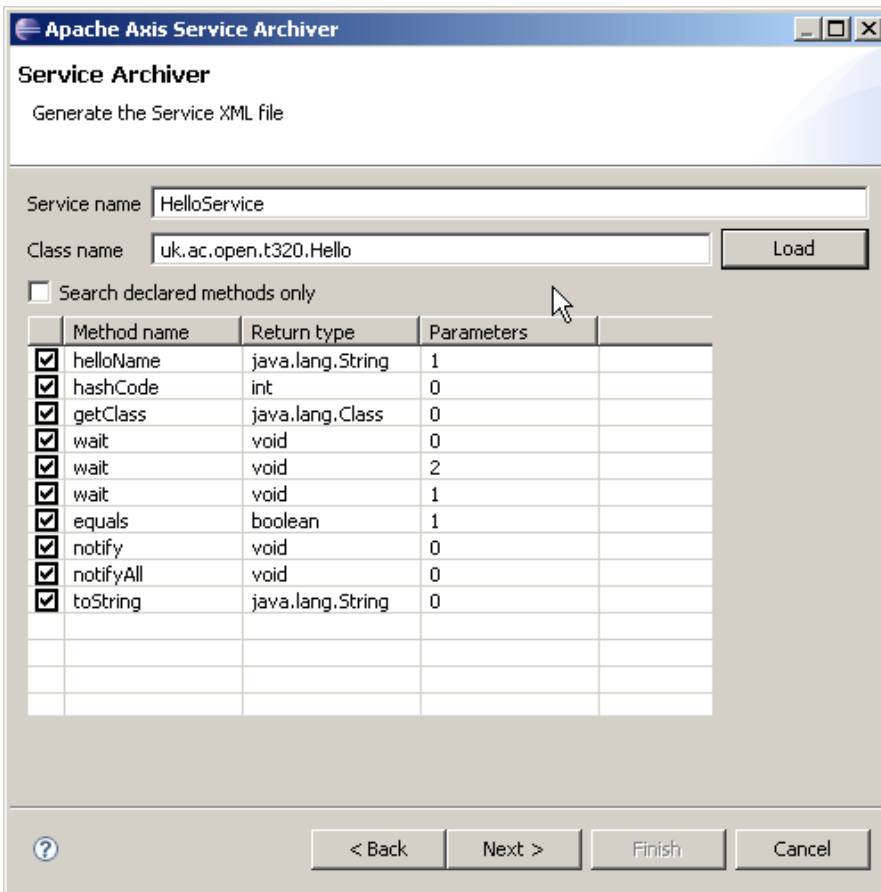 Apache Axis Service Archiver
Service Archiver
Generate the Service XML file
Service name HelloService
Class name uk.ac.open.t320.Hello Load
Search declared methods only
Method name Return type Parameters
helloName java.lang.String 1
hashCode int 0
getClass java.lang.Class 0
wait void 0
wait void 2
wait void 1
equals boolean 1
notify void 0
notifyAll void 0
toString java.lang.String 0
? < Back Next > Finish Cancel